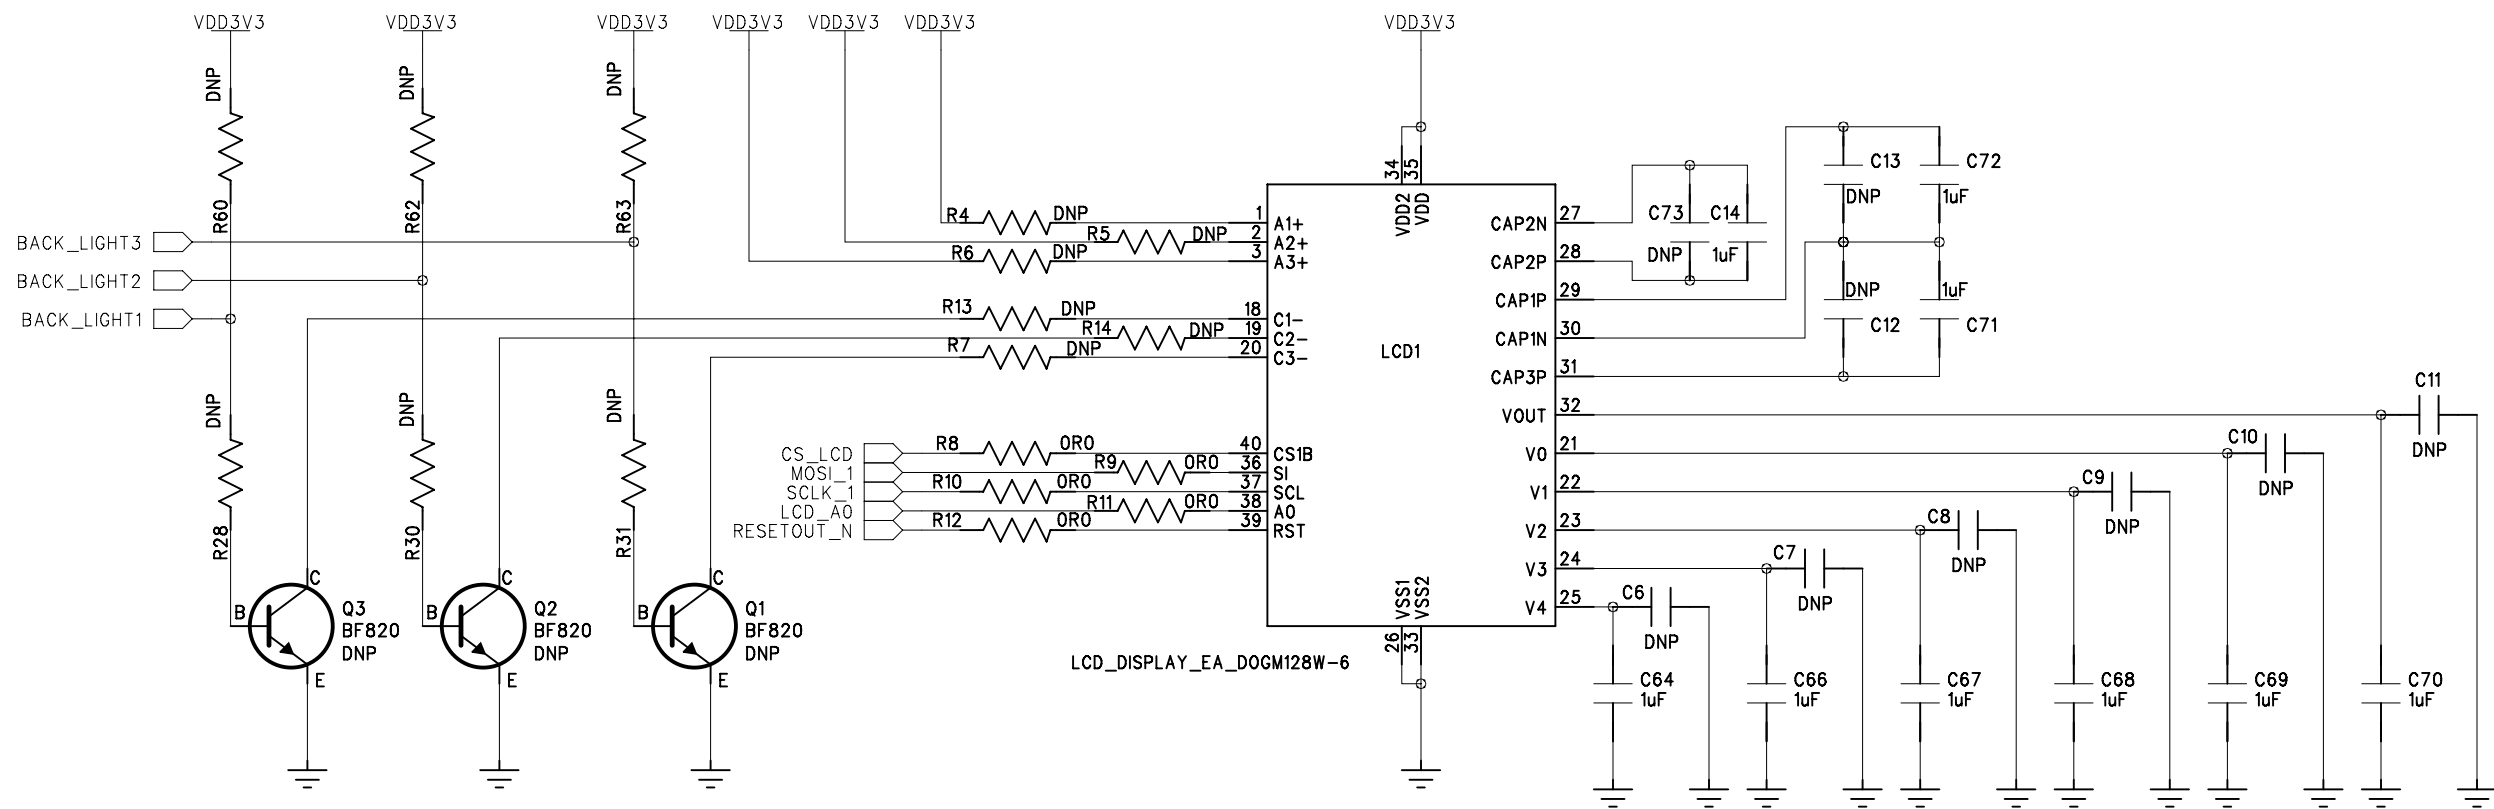 VDD3V3 VDD3V3 VDD3V3 VDD3V3 VDD3V3 VDD3V3 VDD3V3
DNP DNP DNP
R60 R62 R63
BACK_LIGHT3
BACK_LIGHT2
BACK_LIGHT1
DNP DNP DNP
R28 R30 R31
C B E Q3
BF820
DNP
C B E Q2
BF820
DNP
C B E Q1
BF820
DNP
R4 DNP 1 A1+
R5 DNP 2 A2+
R6 DNP 3 A3+
R13 DNP 18 C1-
R14 DNP 19 C2-
R7 DNP 20 C3-
CS_LCD R8 0R0 40 CS1B
MOSI_1 R9 0R0 36 SI
SCLK_1 R10 0R0 37 SCL
LCD_A0 R11 0R0 38 A0
RESETOUT_N R12 0R0 39 RST
34 35
VDD2 VDD
LCD1
VSS1 VSS2
26 33
LCD_DISPLAY_EA_DOGM128W-6
CAP2N 27
CAP2P 28
CAP1P 29
CAP1N 30
CAP3P 31
VOUT 32
V0 21
V1 22
V2 23
V3 24
V4 25
C73 DNP
C14 1uF
C13 DNP
C72 1uF
DNP C12
1uF C71
C11 DNP
C10 DNP
C9 DNP
C8 DNP
C7 DNP
C6 DNP
C64 1uF
C66 1uF
C67 1uF
C68 1uF
C69 1uF
C70 1uF